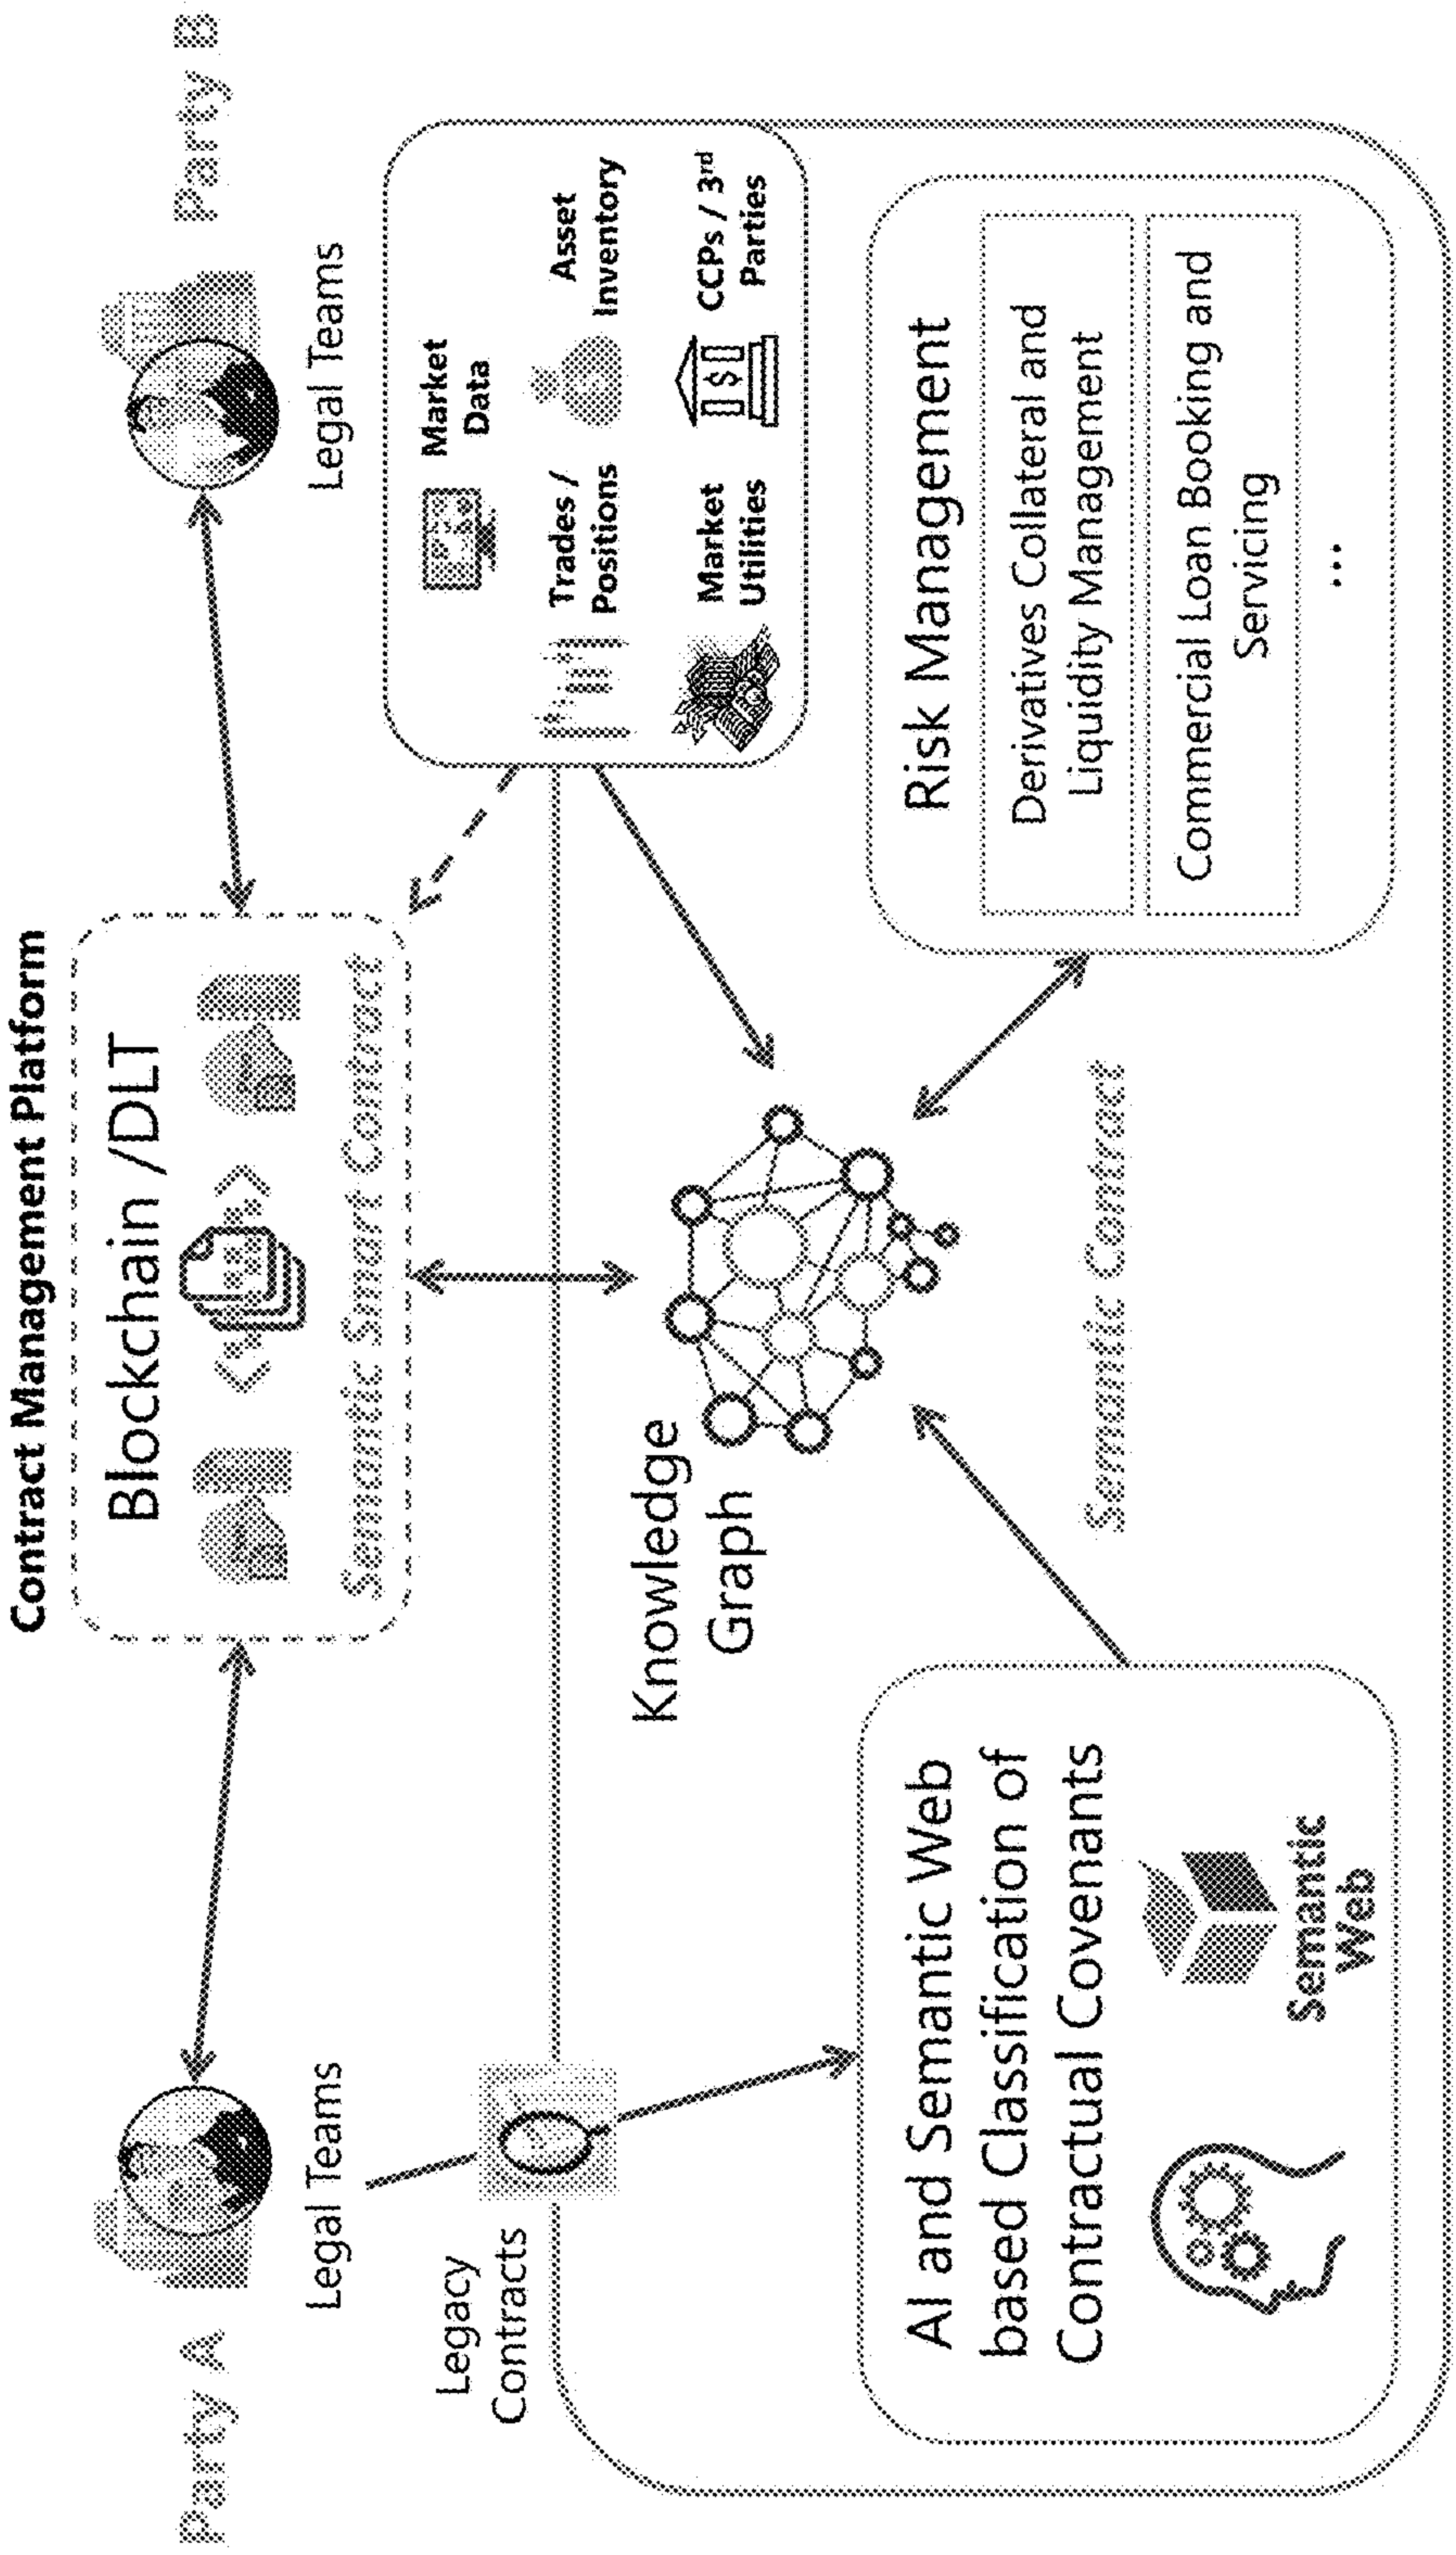 Contract Management Platform
Party A
Legal Teams
Blockchain /DLT
Semantic Smart Contract
Party B
Legal Teams
Legacy
Contracts
Market
Data
Trades /
Positions
Asset
Inventory
Market
Utilities
CCPs / 3rd
Parties
Knowledge
Graph
AI and Semantic Web
based Classification of
Contractual Covenants
Semantic
Web
Semantic Contract
Risk Management
Derivatives Collateral and
Liquidity Management
Commercial Loan Booking and
Servicing
...